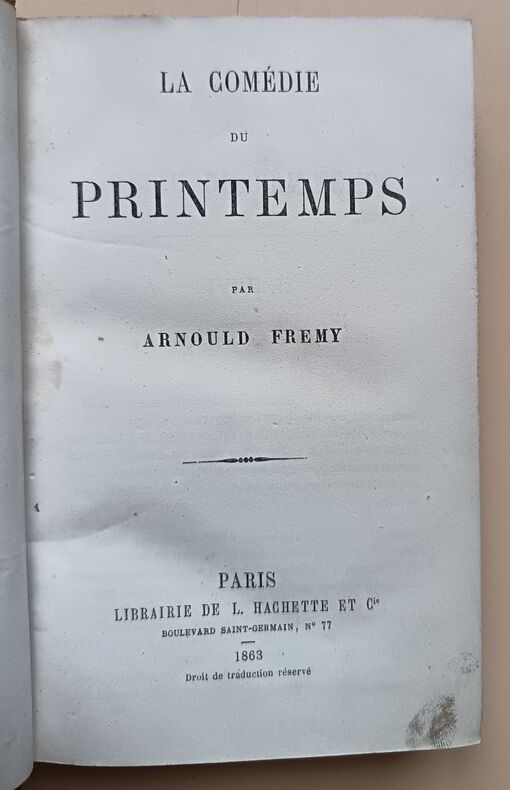 LA COMÉDIE
DU
PRINTEMPS
PAR
ARNOULD FREMY
PARIS
LIBRAIRIE DE L. HACHETTE ET Cie
BOULEVARD SAINT-GERMAIN, N° 77
1863
Droit de traduction réservé